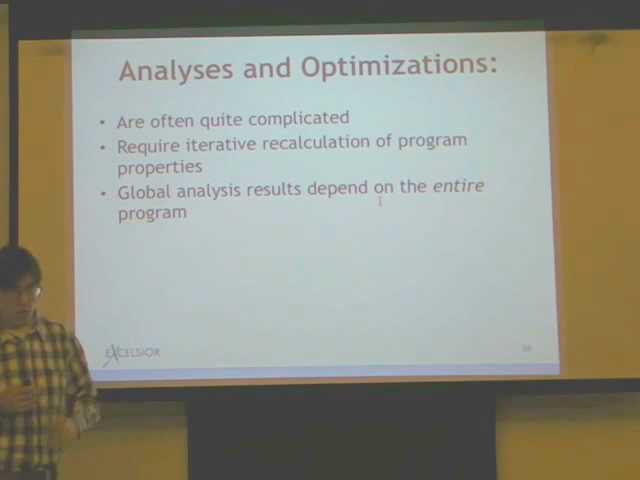 Analyses and Optimizations:
• Are often quite complicated
• Require iterative recalculation of program
properties
• Global analysis results depend on the entire
program
EXCELSIOR